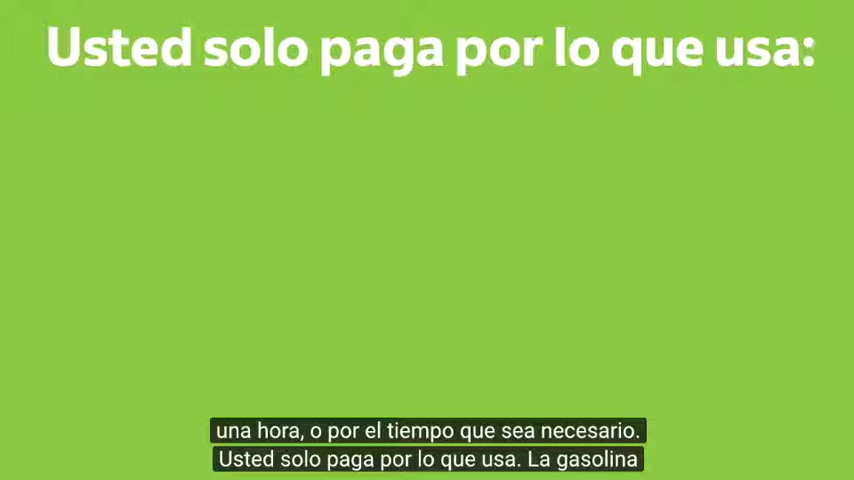 Usted solo paga por lo que usa:
una hora, o por el tiempo que sea necesario.
Usted solo paga por lo que usa. La gasolina